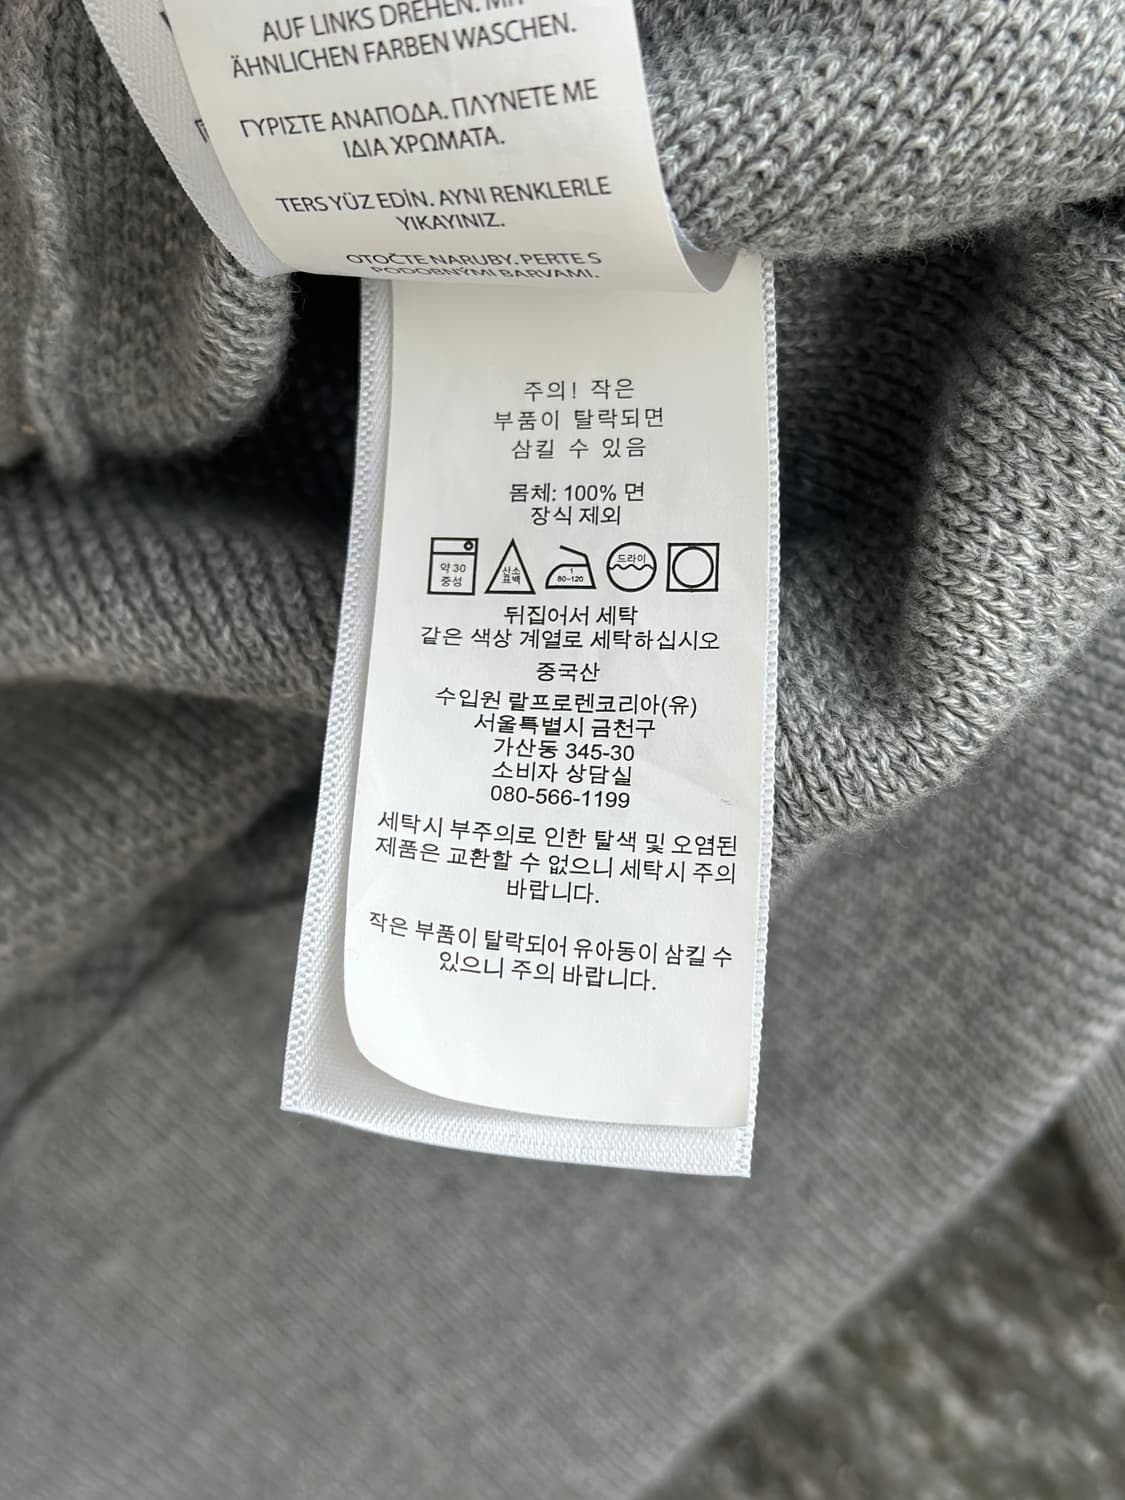 AUF LINKS DREHEN. MIT
ÄHNLICHEN FARBEN WASCHEN.
ΓΥΡΙΣΤΕ ΑΝΑΠΟΔΑ. ΠΛΥΝΕΤΕ ΜΕ
ΙΔΙΑ ΧΡΩΜΑΤΑ.
TERS YÜZ EDİN. AYNI RENKLERLE
YIKAYINIZ.
OTOČTE NARUBY. PERTE S
PODOBNÝMI BARVAMI.
주의! 작은
부품이 탈락되면
삼킬 수 있음
몸체: 100% 면
장식 제외
약 30
중성
산소
표백
1
80-120
드라이
뒤집어서 세탁
같은 색상 계열로 세탁하십시오
중국산
수입원 랄프로렌코리아(유)
서울특별시 금천구
가산동 345-30
소비자 상담실
080-566-1199
세탁시 부주의로 인한 탈색 및 오염된
제품은 교환할 수 없으니 세탁시 주의
바랍니다.
작은 부품이 탈락되어 유아동이 삼킬 수
있으니 주의 바랍니다.